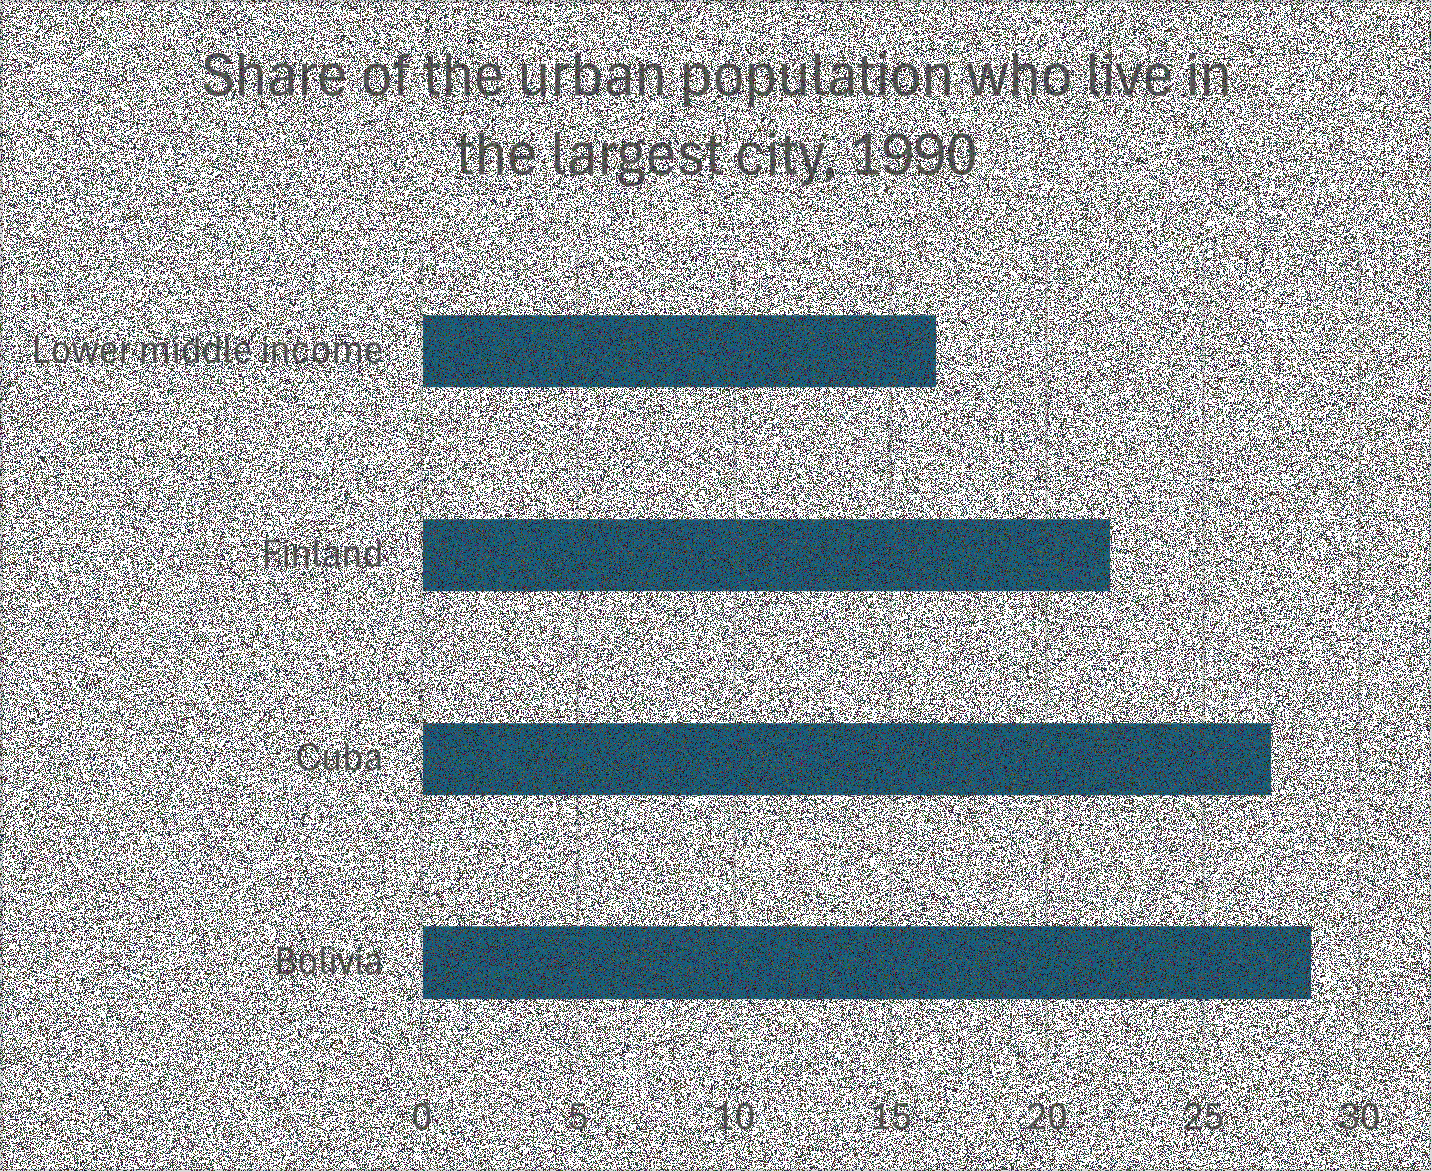 Share of the urban population who live in
the largest city, 1990
Lower middle income
Finland
Cuba
Bolivia
0 5 10 15 20 25 30